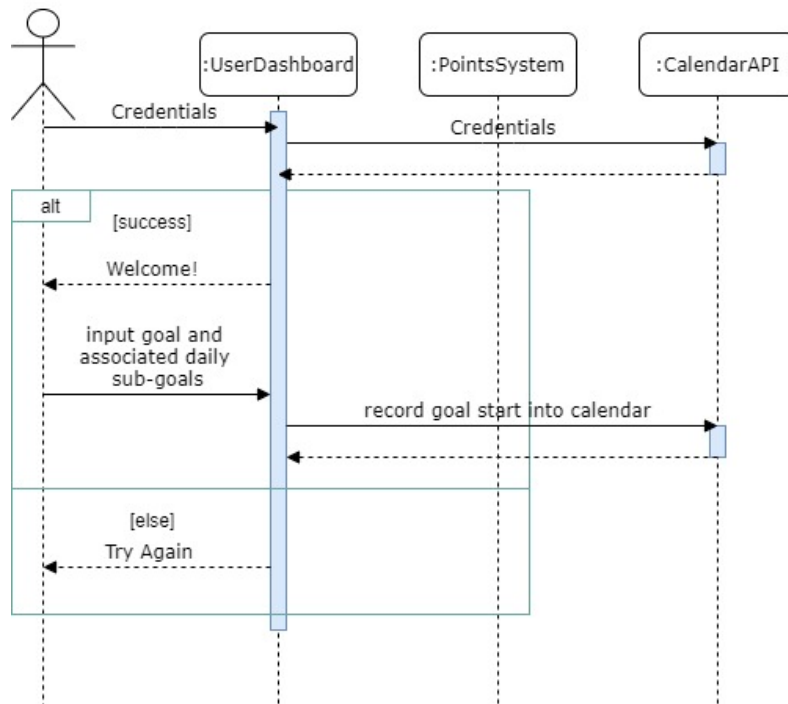 :UserDashboard
:PointsSystem
:CalendarAPI
Credentials
Credentials
alt
[success]
Welcome!
input goal and
associated daily
sub-goals
record goal start into calendar
[else]
Try Again